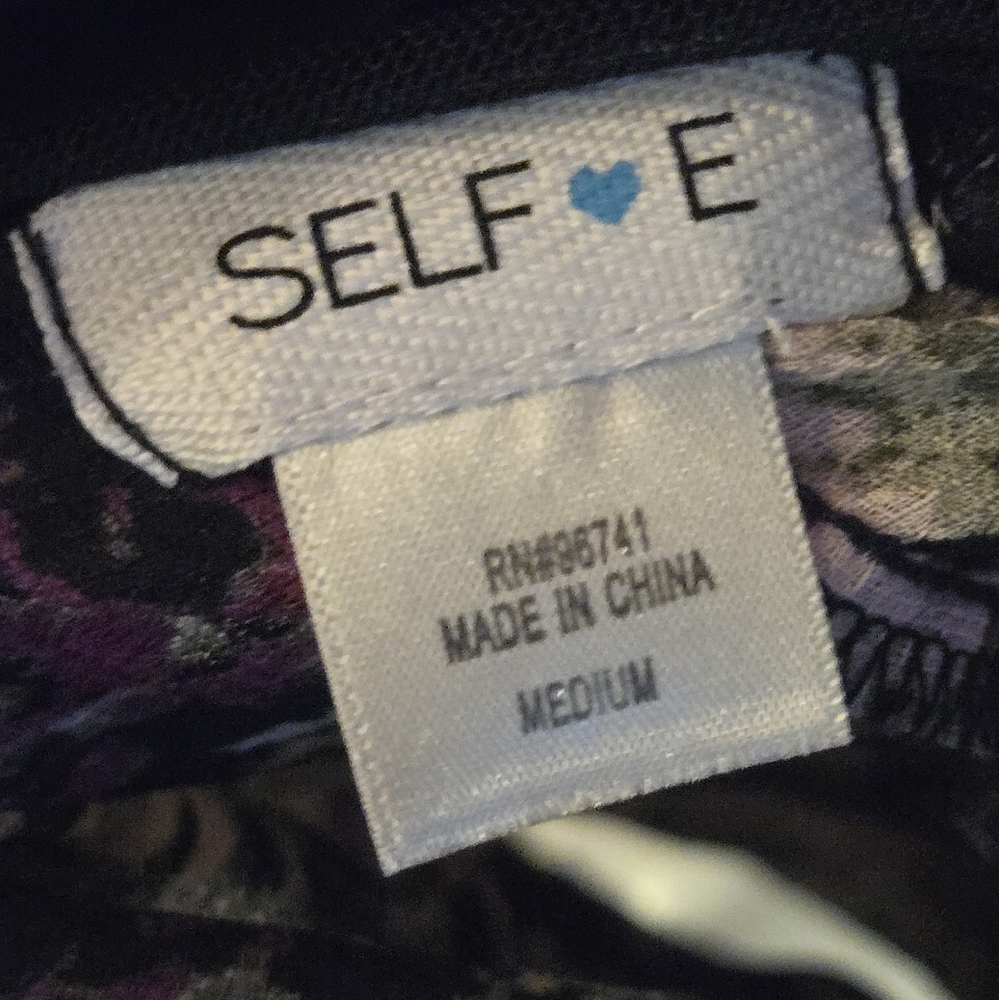 SELF 💙 E
RN#96741
MADE IN CHINA
MEDIUM